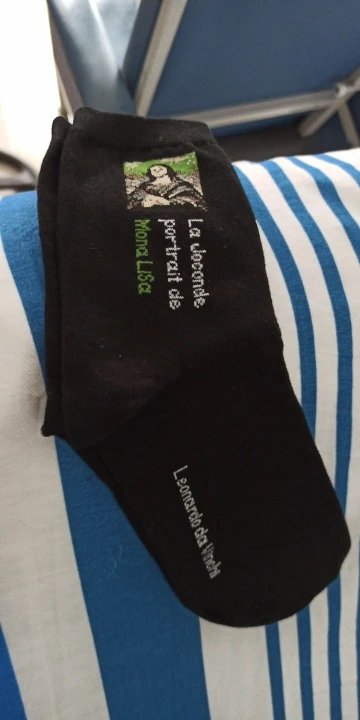 La Joconde
portrait de
Mona Lisa
Leonardo da Vinchi